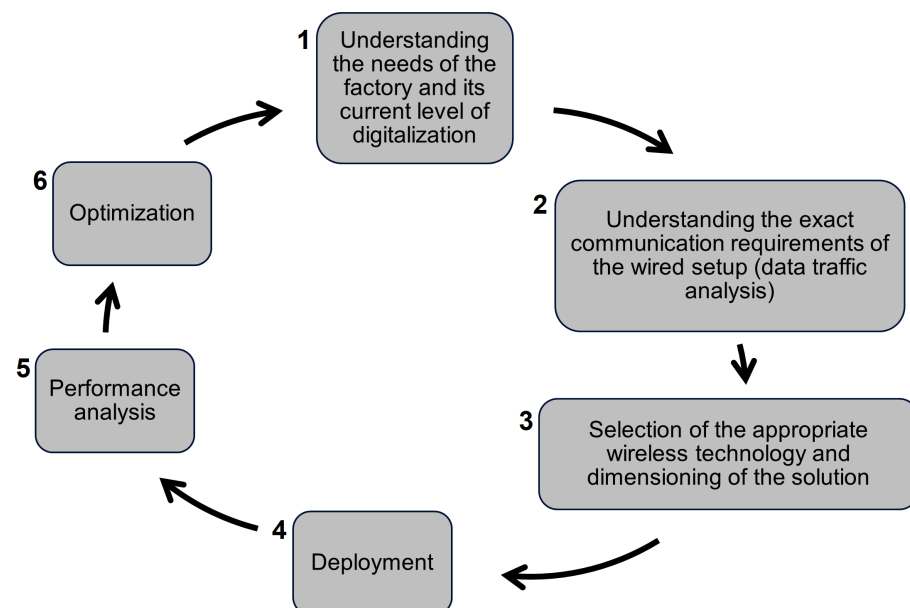 1
Understanding
the needs of the
factory and its
current level of
digitalization
2
Understanding the exact
communication requirements of
the wired setup (data traffic
analysis)
3
Selection of the appropriate
wireless technology and
dimensioning of the solution
4
Deployment
5
Performance
analysis
6
Optimization